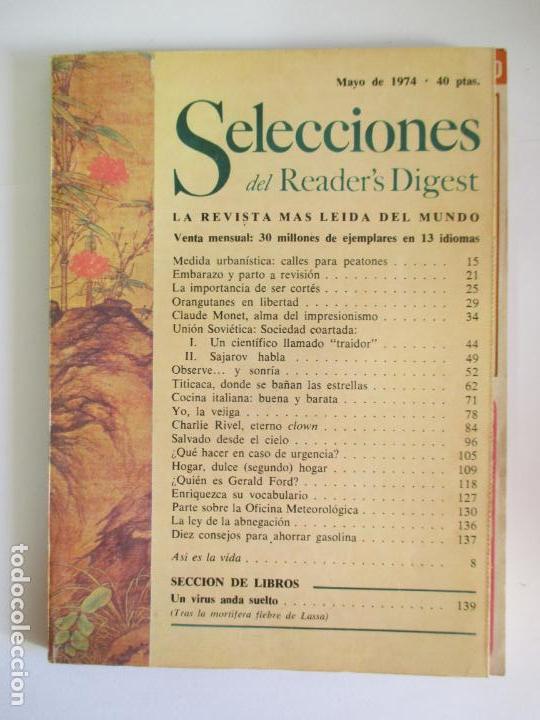 Mayo de 1974 · 40 ptas.
Selecciones
del Reader's Digest
LA REVISTA MAS LEIDA DEL MUNDO
Venta mensual: 30 millones de ejemplares en 13 idiomas
Medida urbanística: calles para peatones . . . . . . 15
Embarazo y parto a revisión . . . . . . . . . . 21
La importancia de ser cortés . . . . . . . . . . 25
Orangutanes en libertad . . . . . . . . . . . 29
Claude Monet, alma del impresionismo . . . . . . 34
Unión Soviética: Sociedad coartada:
I. Un científico llamado "traidor" . . . . . . 44
II. Sajarov habla . . . . . . . . . . . . 49
Observe... y sonría . . . . . . . . . . . . 52
Titicaca, donde se bañan las estrellas . . . . . . . 62
Cocina italiana: buena y barata . . . . . . . . . 71
Yo, la vejiga . . . . . . . . . . . . . . 78
Charlie Rivel, eterno clown . . . . . . . . . . 84
Salvado desde el cielo . . . . . . . . . . . . 96
¿Qué hacer en caso de urgencia? . . . . . . . . 105
Hogar, dulce (segundo) hogar . . . . . . . . . 109
¿Quién es Gerald Ford? . . . . . . . . . . . 118
Enriquezca su vocabulario . . . . . . . . . . 127
Parte sobre la Oficina Meteorológica . . . . . . . 130
La ley de la abnegación . . . . . . . . . . . 136
Diez consejos para ahorrar gasolina . . . . . . . 137
Así es la vida . . . . . . . . . . . . . . 8
SECCION DE LIBROS
Un virus anda suelto . . . . . . . . . . . . 139
(Tras la mortífera fiebre de Lassa)
todocoleccion.net